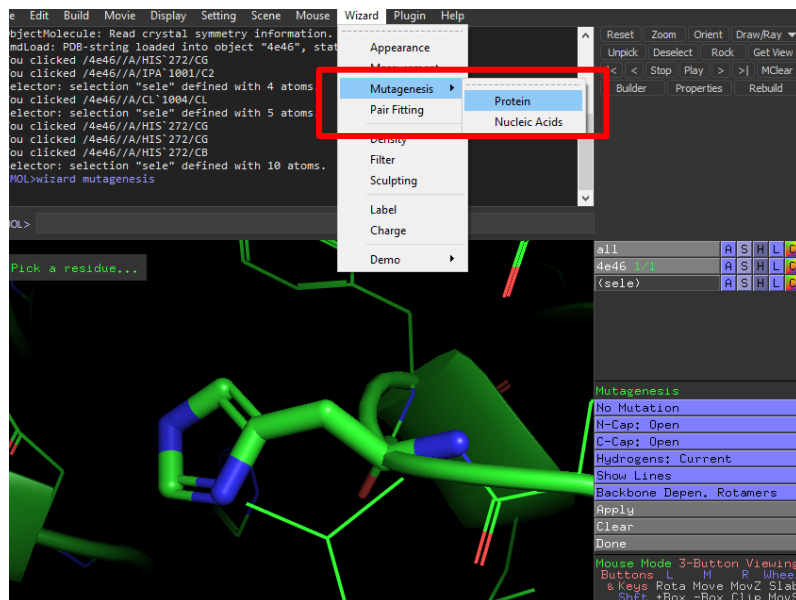 e Edit Build Movie Display Setting Scene Mouse Wizard Plugin Help
bjectMolecule: Read crystal symmetry information.
mdLoad: PDB-string loaded into object "4e46", stat
ou clicked /4e46//A/HIS`272/CG
ou clicked /4e46//A/IPA`1001/C2
elector: selection "sele" defined with 4 atoms.
ou clicked /4e46//A/CL`1004/CL
elector: selection "sele" defined with 5 atoms.
ou clicked /4e46//A/HIS`272/CG
ou clicked /4e46//A/HIS`272/CG
ou clicked /4e46//A/HIS`272/CB
elector: selection "sele" defined with 10 atoms.
MOL>wizard mutagenesis
OL>
Appearance
Measurement
Mutagenesis
Pair Fitting
Density
Filter
Sculpting
Label
Charge
Demo
Protein
Nucleic Acids
Reset Zoom Orient Draw/Ray
Unpick Deselect Rock Get View
|< < Stop Play > >| MClear
Builder Properties Rebuild
Pick a residue...
all A S H L C
4e46 1/1 A S H L C
(sele) A S H L C
Mutagenesis
No Mutation
N-Cap: Open
C-Cap: Open
Hydrogens: Current
Show Lines
Backbone Depen. Rotamers
Apply
Clear
Done
Mouse Mode 3-Button Viewing
Buttons L M R Whee
& Keys Rota Move MovZ Slab
Shft +Box -Box Clip MovS